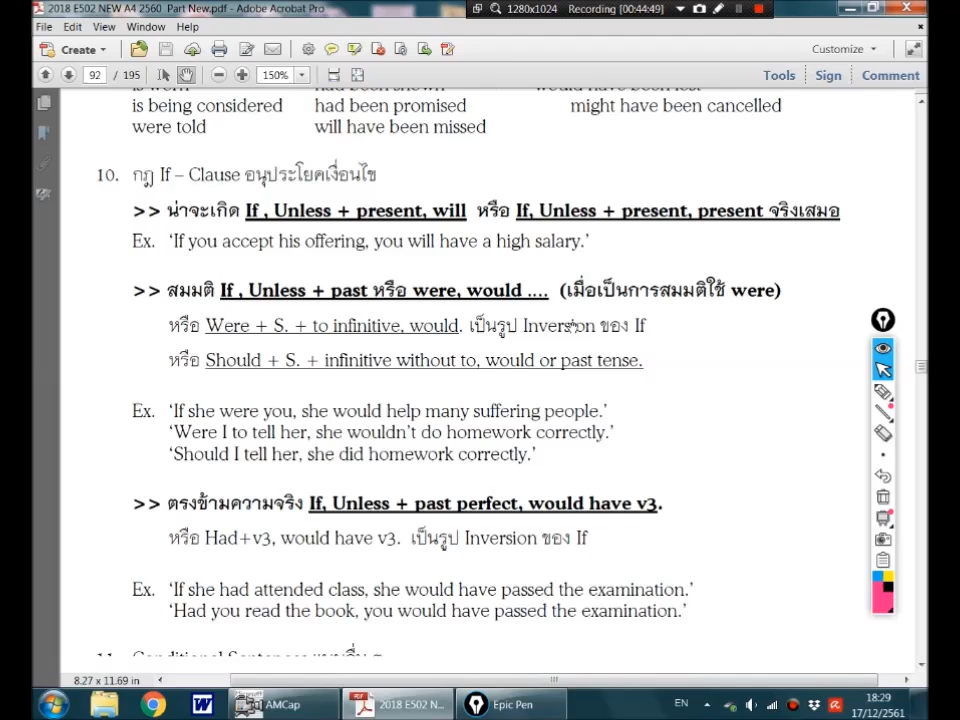 2018 E502 NEW A4 2560 Part New.pdf - Adobe Acrobat Pro
1280x1024 Recording [00:44:49]
File Edit View Window Help
Create
Customize
92 / 195 150% Tools Sign Comment
is being considered had been promised might have been cancelled
were told will have been missed
10. กฎ If – Clause อนุประโยคเงื่อนไข
>> น่าจะเกิด If , Unless + present, will หรือ If, Unless + present, present จริงเสมอ
Ex. ‘If you accept his offering, you will have a high salary.’
>> สมมติ If , Unless + past หรือ were, would .... (เมื่อเป็นการสมมติใช้ were)
หรือ Were + S. + to infinitive, would. เป็นรูป Inversion ของ If
หรือ Should + S. + infinitive without to, would or past tense.
Ex. ‘If she were you, she would help many suffering people.’
‘Were I to tell her, she wouldn’t do homework correctly.’
‘Should I tell her, she did homework correctly.’
>> ตรงข้ามความจริง If, Unless + past perfect, would have v3.
หรือ Had+v3, would have v3. เป็นรูป Inversion ของ If
Ex. ‘If she had attended class, she would have passed the examination.’
‘Had you read the book, you would have passed the examination.’
8.27 x 11.69 in
AMCap 2018 E502 N... Epic Pen EN 18:29
17/12/2561